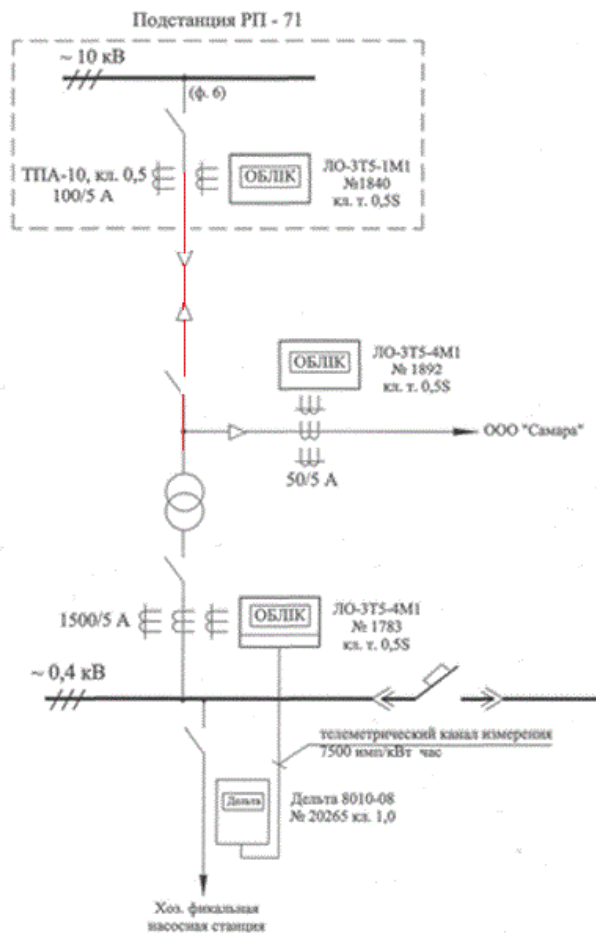 Подстанция РП - 71
~ 10 кВ
(ф. 6)
ТПА-10, кл. 0,5
100/5 А
ОБЛІК
ЛО-3Т5-1М1
№1840
кл. т. 0,5S
ОБЛІК
ЛО-3Т5-4М1
№ 1892
кл. т. 0,5S
ООО "Самара"
50/5 А
1500/5 А
ОБЛІК
ЛО-3Т5-4М1
№ 1783
кл. т. 0,5S
~ 0,4 кВ
телеметрический канал измерения
7500 имп/кВт час
Дельта
Дельта 8010-08
№ 20265 кл. 1,0
Хоз. фикальная
насосная станция